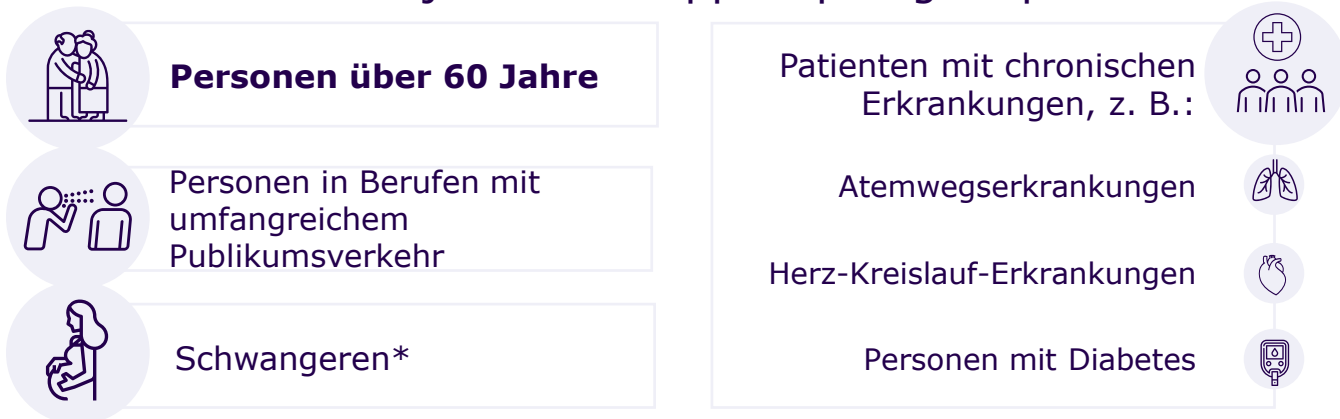 Personen über 60 Jahre
Personen in Berufen mit
umfangreichem
Publikumsverkehr
Schwangeren*
Patienten mit chronischen
Erkrankungen, z. B.:
Atemwegserkrankungen
Herz-Kreislauf-Erkrankungen
Personen mit Diabetes